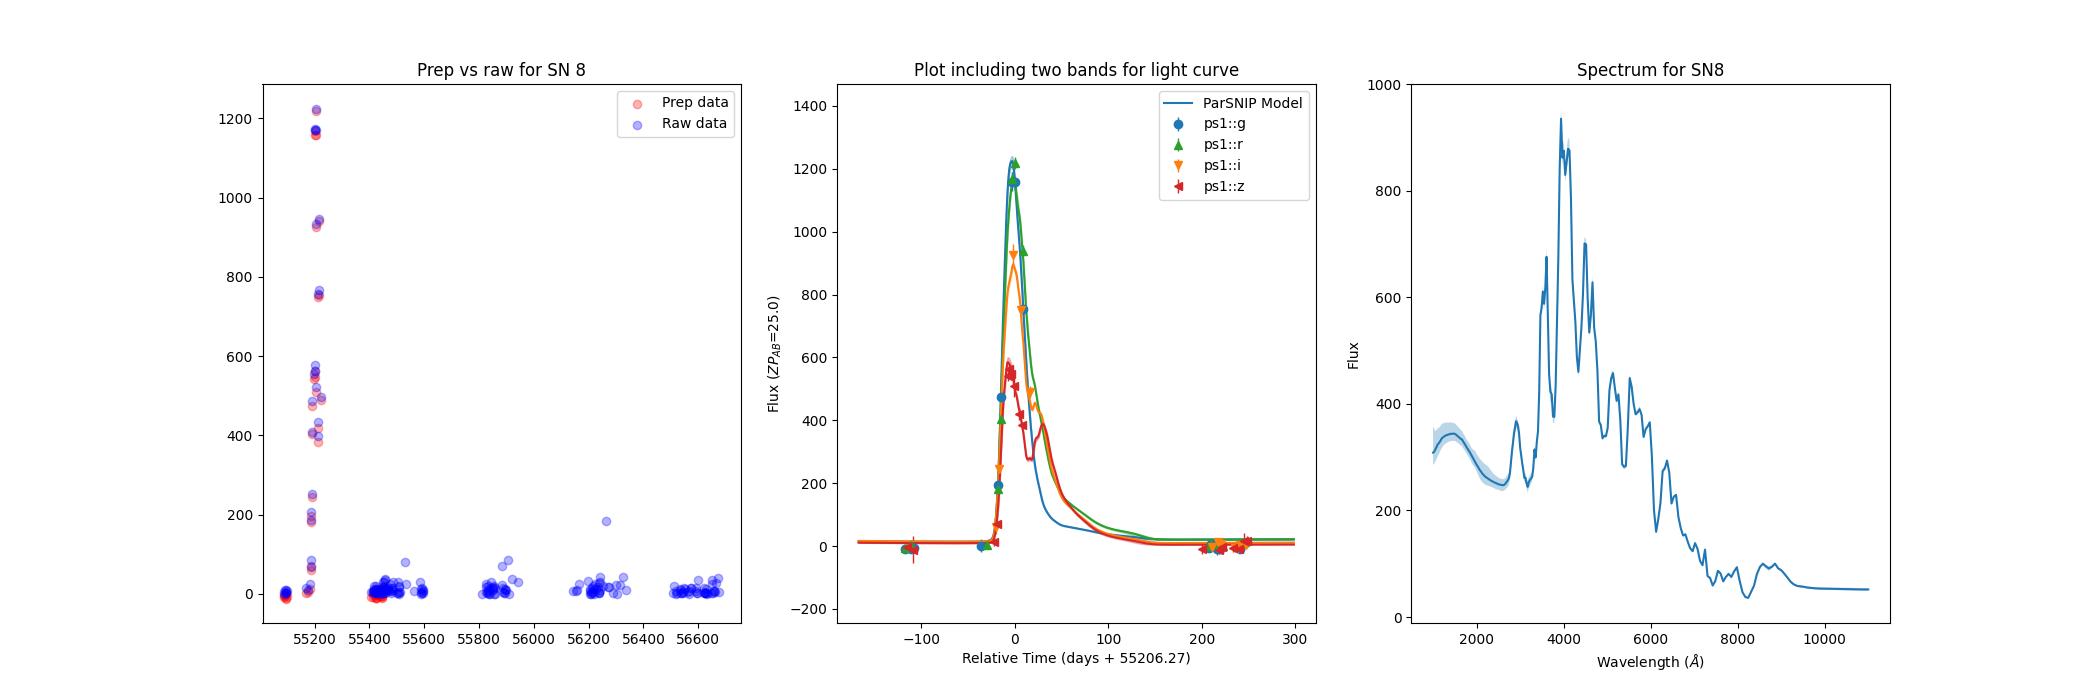 Prep vs raw for SN 8
Prep data
Raw data
1200
1000
800
600
400
200
0
55200 55400 55600 55800 56000 56200 56400 56600
Plot including two bands for light curve
ParSNIP Model
ps1::g
ps1::r
ps1::i
ps1::z
Flux (ZP_AB=25.0)
1400
1200
1000
800
600
400
200
0
−200
−100 0 100 200 300
Relative Time (days + 55206.27)
Spectrum for SN8
Flux
1000
800
600
400
200
0
2000 4000 6000 8000 10000
Wavelength (Å)